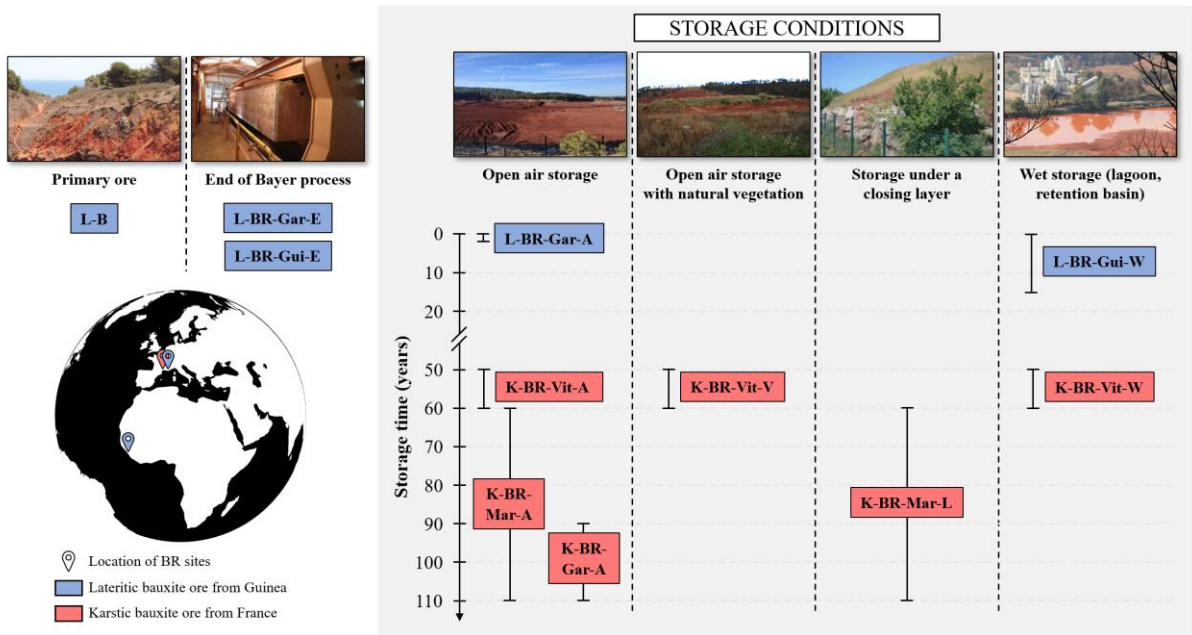 STORAGE CONDITIONS
Primary ore
End of Bayer process
Open air storage
Open air storage
with natural vegetation
Storage under a
closing layer
Wet storage (lagoon,
retention basin)
L-B
L-BR-Gar-E
L-BR-Gui-E
Storage time (years)
0
10
20
50
60
70
80
90
100
110
L-BR-Gar-A
L-BR-Gui-W
K-BR-Vit-A
K-BR-Vit-V
K-BR-Vit-W
K-BR-
Mar-A
K-BR-
Gar-A
K-BR-Mar-L
Location of BR sites
Lateritic bauxite ore from Guinea
Karstic bauxite ore from France